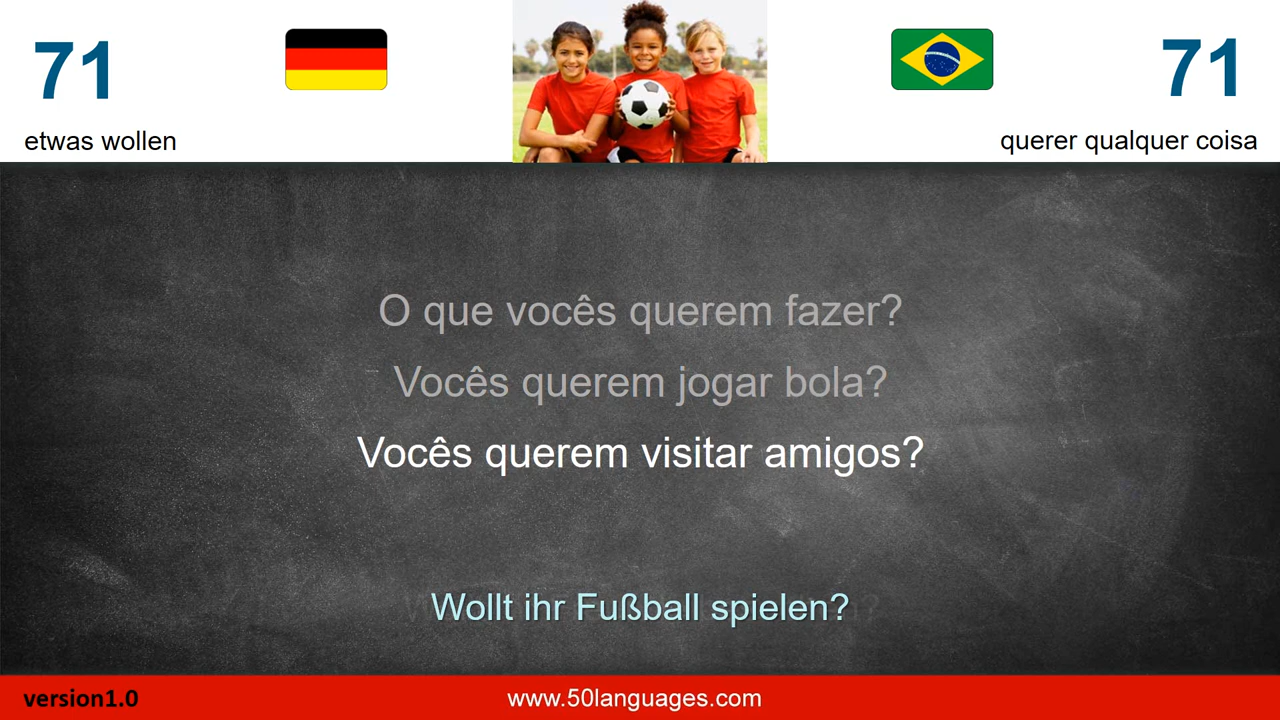 71
71
etwas wollen
querer qualquer coisa
O que vocês querem fazer?
Vocês querem jogar bola?
Vocês querem visitar amigos?
Wollt ihr Fußball spielen?
version1.0
www.50languages.com